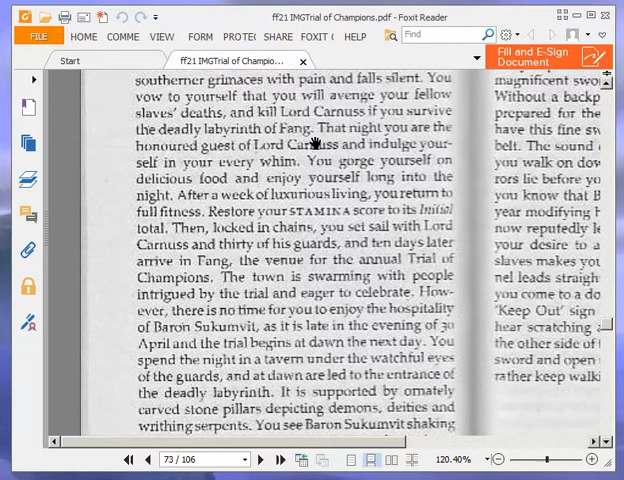 ff21 IMGTrial of Champions.pdf - Foxit Reader
FILE HOME COMME FORM PROTE( SHARE FOXIT ( HELP Find
Start ff21 IMGTrial of Champio...
Fill and E-Sign
Document
southerner grimaces with pain and falls silent. You
vow to yourself that you will avenge your fellow
slaves' deaths, and kill Lord Carnuss if you survive
the deadly labyrinth of Fang. That night you are the
honoured guest of Lord Carnuss and indulge your-
self in your every whim. You gorge yourself on
delicious food and enjoy yourself long into the
night. After a week of luxurious living, you return to
full fitness. Restore your STAMINA score to its Initial
total. Then, locked in chains, you set sail with Lord
Carnuss and thirty of his guards, and ten days later
arrive in Fang, the venue for the annual Trial of
Champions. The town is swarming with people
intrigued by the trial and eager to celebrate. How-
ever, there is no time for you to enjoy the hospitality
of Baron Sukumvit, as it is late in the evening of 30
April and the trial begins at dawn the next day. You
spend the night in a tavern under the watchful eyes
of the guards, and at dawn are led to the entrance of
the deadly labyrinth. It is supported by ornately
carved stone pillars depicting demons, deities and
writhing serpents. You see Baron Sukumvit shaking
magnificent swo
Without a backp
prepared for the
have this fine sw
belt. The sound
you walk on dow
rors lie before yo
you know that B
year modifying h
now reputedly le
your desire to a
slaves makes you
nel leads straigh
you come to a do
'Keep Out' sign
hear scratching a
the other side of
sword and open
rather keep walki
73 / 106 120.40%